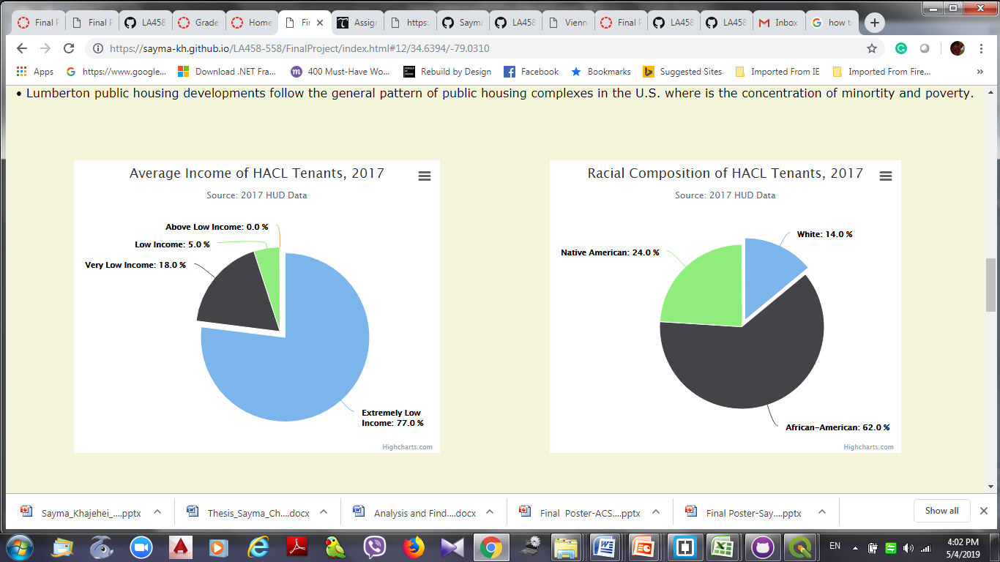 Final P
Final P
LA458
Grade
Home
Fin
Assign
https:
Sayma
LA458
Vienna
Final P
LA458
LA458
Inbox
how to
https://sayma-kh.github.io/LA458-558/FinalProject/index.html#12/34.6394/-79.0310
Apps
https://www.google...
Download .NET Fra...
400 Must-Have Wo...
Rebuild by Design
Facebook
Bookmarks
Suggested Sites
Imported From IE
Imported From Fire...
»
• Lumberton public housing developments follow the general pattern of public housing complexes in the U.S. where is the concentration of minortity and poverty.
Average Income of HACL Tenants, 2017
Source: 2017 HUD Data
Above Low Income: 0.0 %
Low Income: 5.0 %
Very Low Income: 18.0 %
Extremely Low
Income: 77.0 %
Highcharts.com
Racial Composition of HACL Tenants, 2017
Source: 2017 HUD Data
White: 14.0 %
Native American: 24.0 %
African-American: 62.0 %
Highcharts.com
Sayma_Khajehei_....pptx
Thesis_Sayma_Ch....docx
Analysis and Find....docx
Final Poster-ACS....pptx
Final Poster-Say....pptx
Show all
EN
4:02 PM
5/4/2019